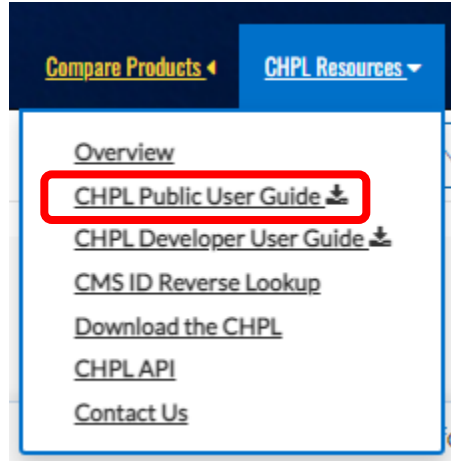 Compare Products CHPL Resources
Overview
CHPL Public User Guide
CHPL Developer User Guide
CMS ID Reverse Lookup
Download the CHPL
CHPL API
Contact Us